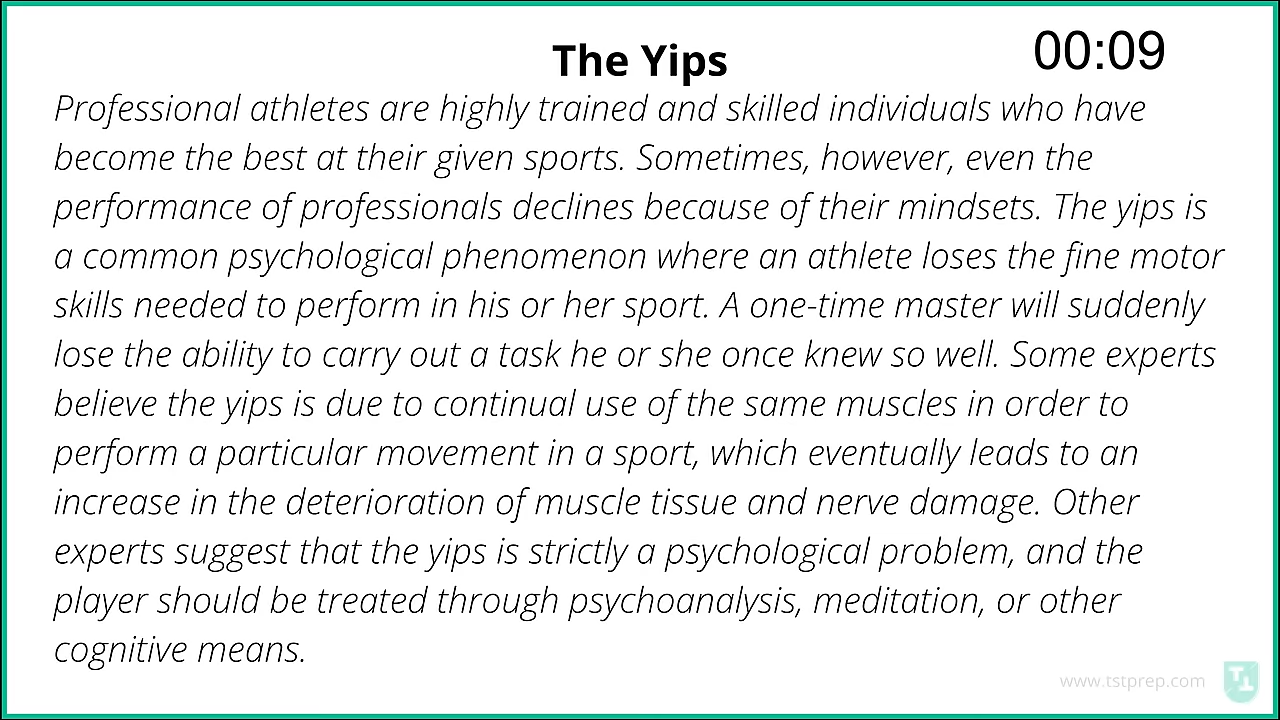 The Yips
00:09
Professional athletes are highly trained and skilled individuals who have
become the best at their given sports. Sometimes, however, even the
performance of professionals declines because of their mindsets. The yips is
a common psychological phenomenon where an athlete loses the fine motor
skills needed to perform in his or her sport. A one-time master will suddenly
lose the ability to carry out a task he or she once knew so well. Some experts
believe the yips is due to continual use of the same muscles in order to
perform a particular movement in a sport, which eventually leads to an
increase in the deterioration of muscle tissue and nerve damage. Other
experts suggest that the yips is strictly a psychological problem, and the
player should be treated through psychoanalysis, meditation, or other
cognitive means.
www.tstprep.com